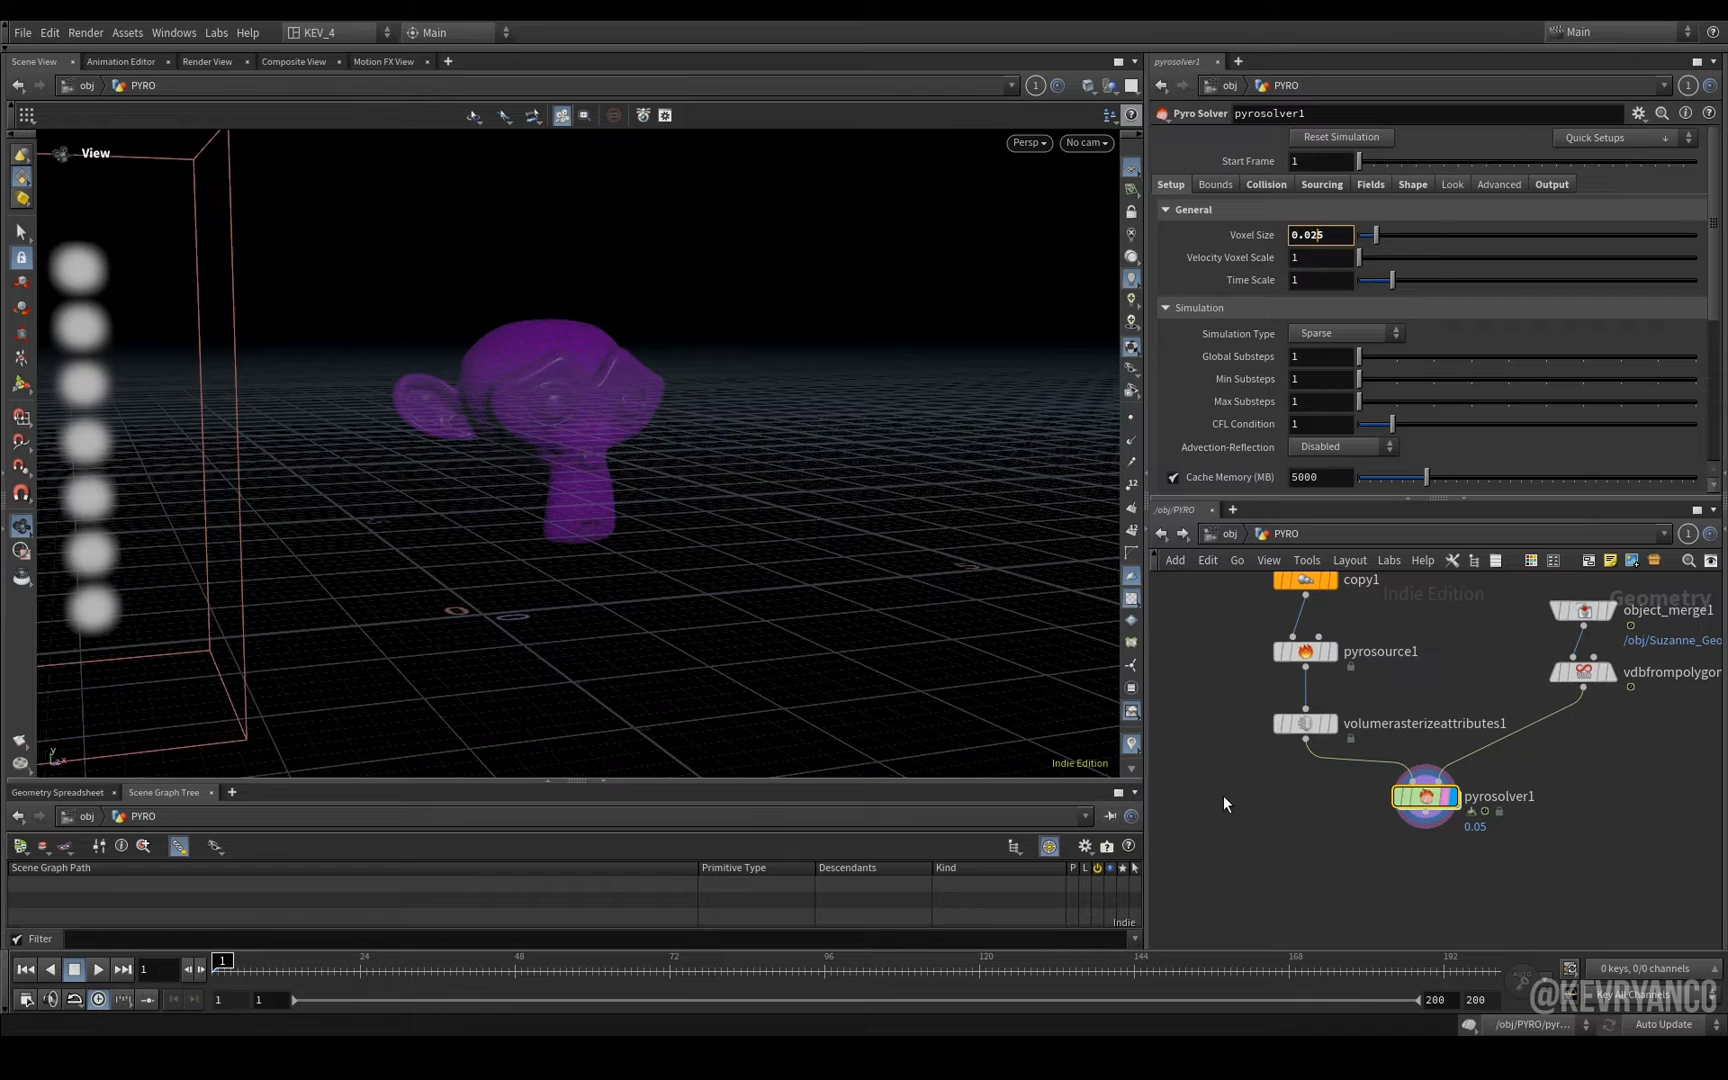 File Edit Render Assets Windows Labs Help KEV_4 Main Main
Scene View Animation Editor Render View Composite View Motion FX View
obj PYRO
View
Persp No cam
Indie Edition
Geometry Spreadsheet Scene Graph Tree
obj PYRO
Scene Graph Path Primitive Type Descendants Kind P L
Indie
Filter
pyrosolver1
obj PYRO
Pyro Solver pyrosolver1
Reset Simulation Quick Setups
Start Frame 1
Setup Bounds Collision Sourcing Fields Shape Look Advanced Output
General
Voxel Size 0.025
Velocity Voxel Scale 1
Time Scale 1
Simulation
Simulation Type Sparse
Global Substeps 1
Min Substeps 1
Max Substeps 1
CFL Condition 1
Advection-Reflection Disabled
Cache Memory (MB) 5000
/obj/PYRO
obj PYRO
Add Edit Go View Tools Layout Labs Help
copy1
Indie Edition
Geometry
object_merge1
/obj/Suzanne_Geo
pyrosource1
vdbfrompolygon
volumerasterizeattributes1
pyrosolver1
0.05
1 1 24 48 72 96 120 144 168 192
0 keys, 0/0 channels
1 1 200 200
Key All Channels
@KEVRYANCO
/obj/PYRO/pyr... Auto Update